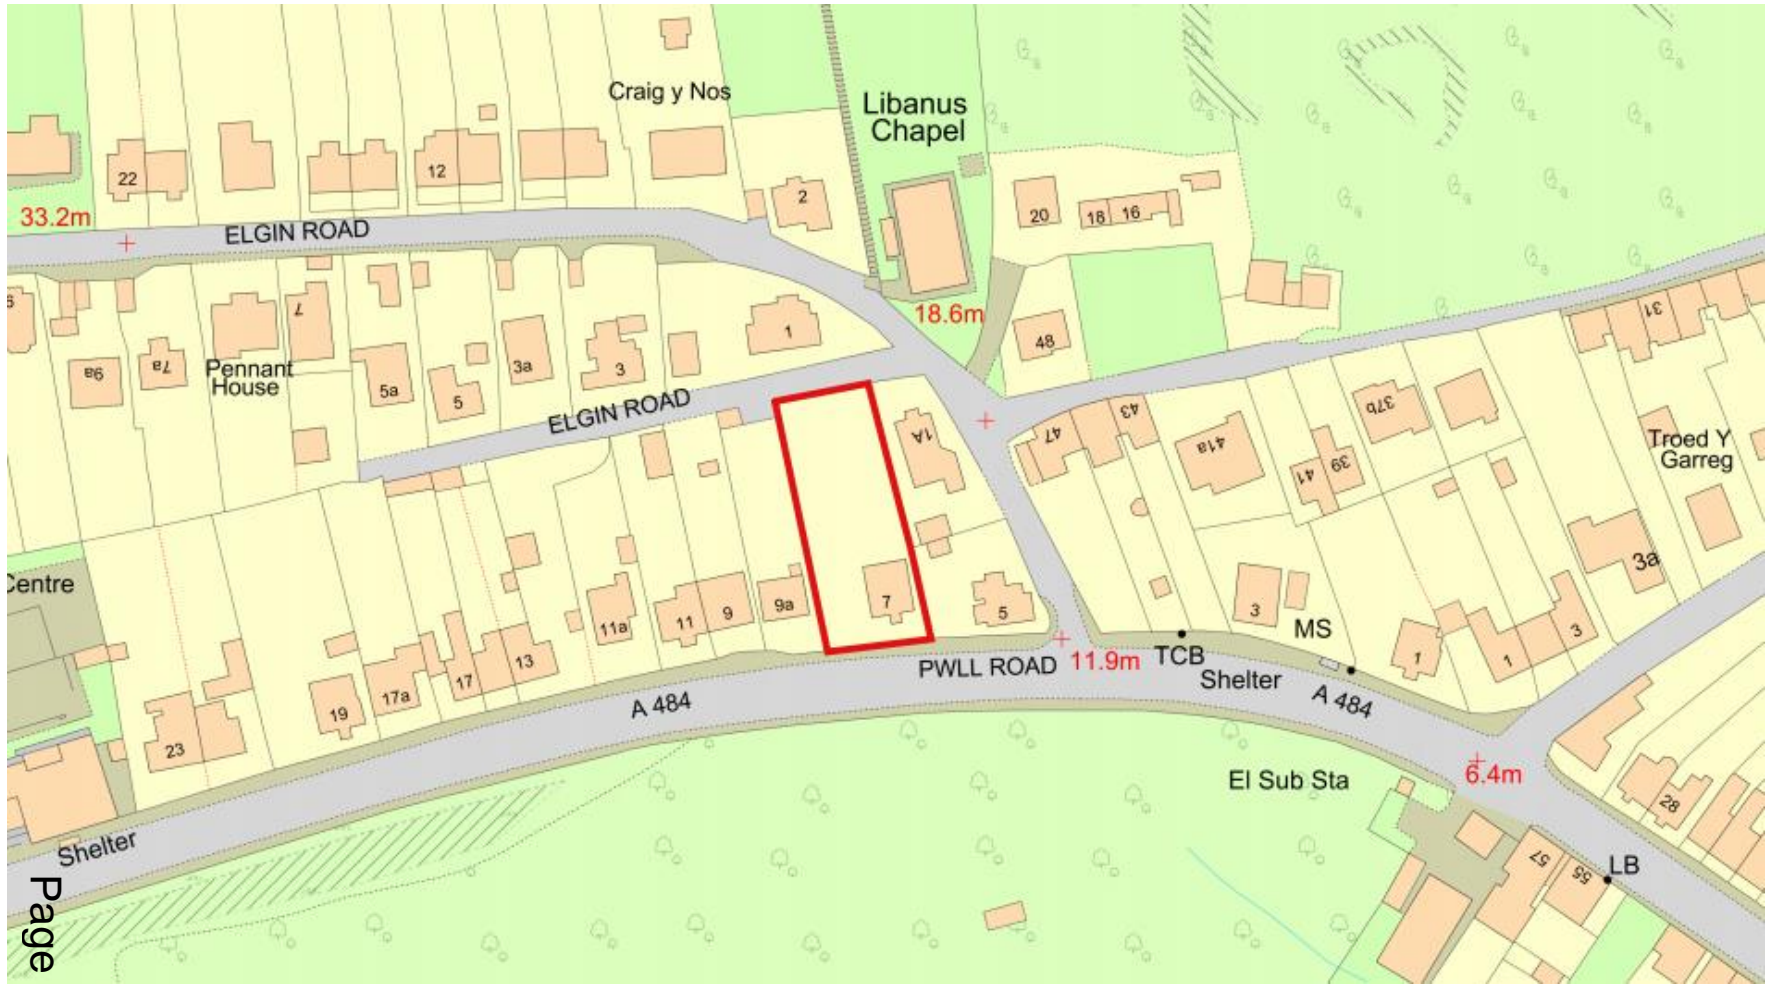 Craig y Nos
Libanus
Chapel
22
12
2
20
18
16
33.2m
ELGIN ROAD
18.6m
48
31
9
7
1
3a
3
9a
7a
Pennant
House
5a
5
ELGIN ROAD
1A
47
43
41a
37b
41
39
Troed Y
Garreg
3a
Centre
11a
11
9
9a
7
5
3
MS
1
1
3
23
19
17a
17
13
A 484
PWLL ROAD
11.9m
TCB
Shelter
A 484
6.4m
El Sub Sta
28
57
55
LB
Shelter
Page